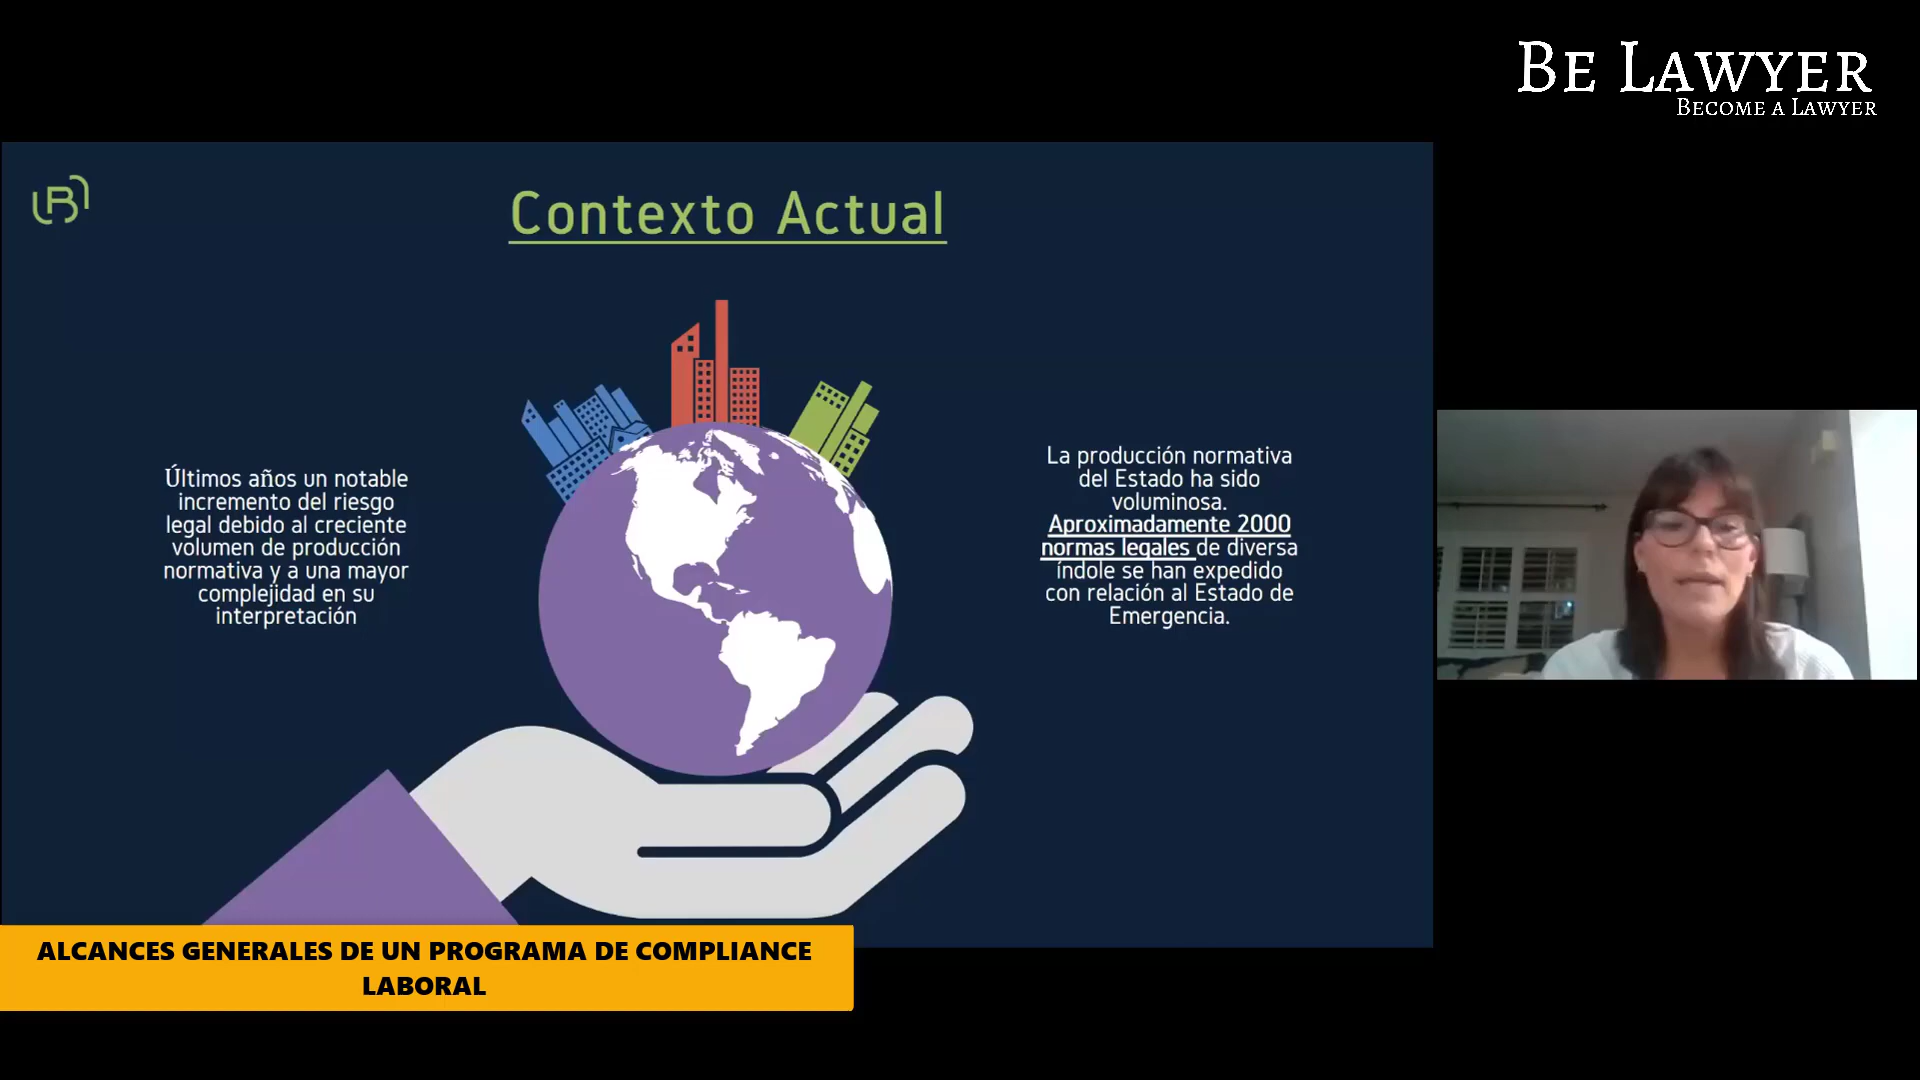 BE LAWYER
BECOME A LAWYER
Contexto Actual
Últimos años un notable
incremento del riesgo
legal debido al creciente
volumen de producción
normativa y a una mayor
complejidad en su
interpretación
La producción normativa
del Estado ha sido
voluminosa.
Aproximadamente 2000
normas legales de diversa
índole se han expedido
con relación al Estado de
Emergencia.
ALCANCES GENERALES DE UN PROGRAMA DE COMPLIANCE
LABORAL